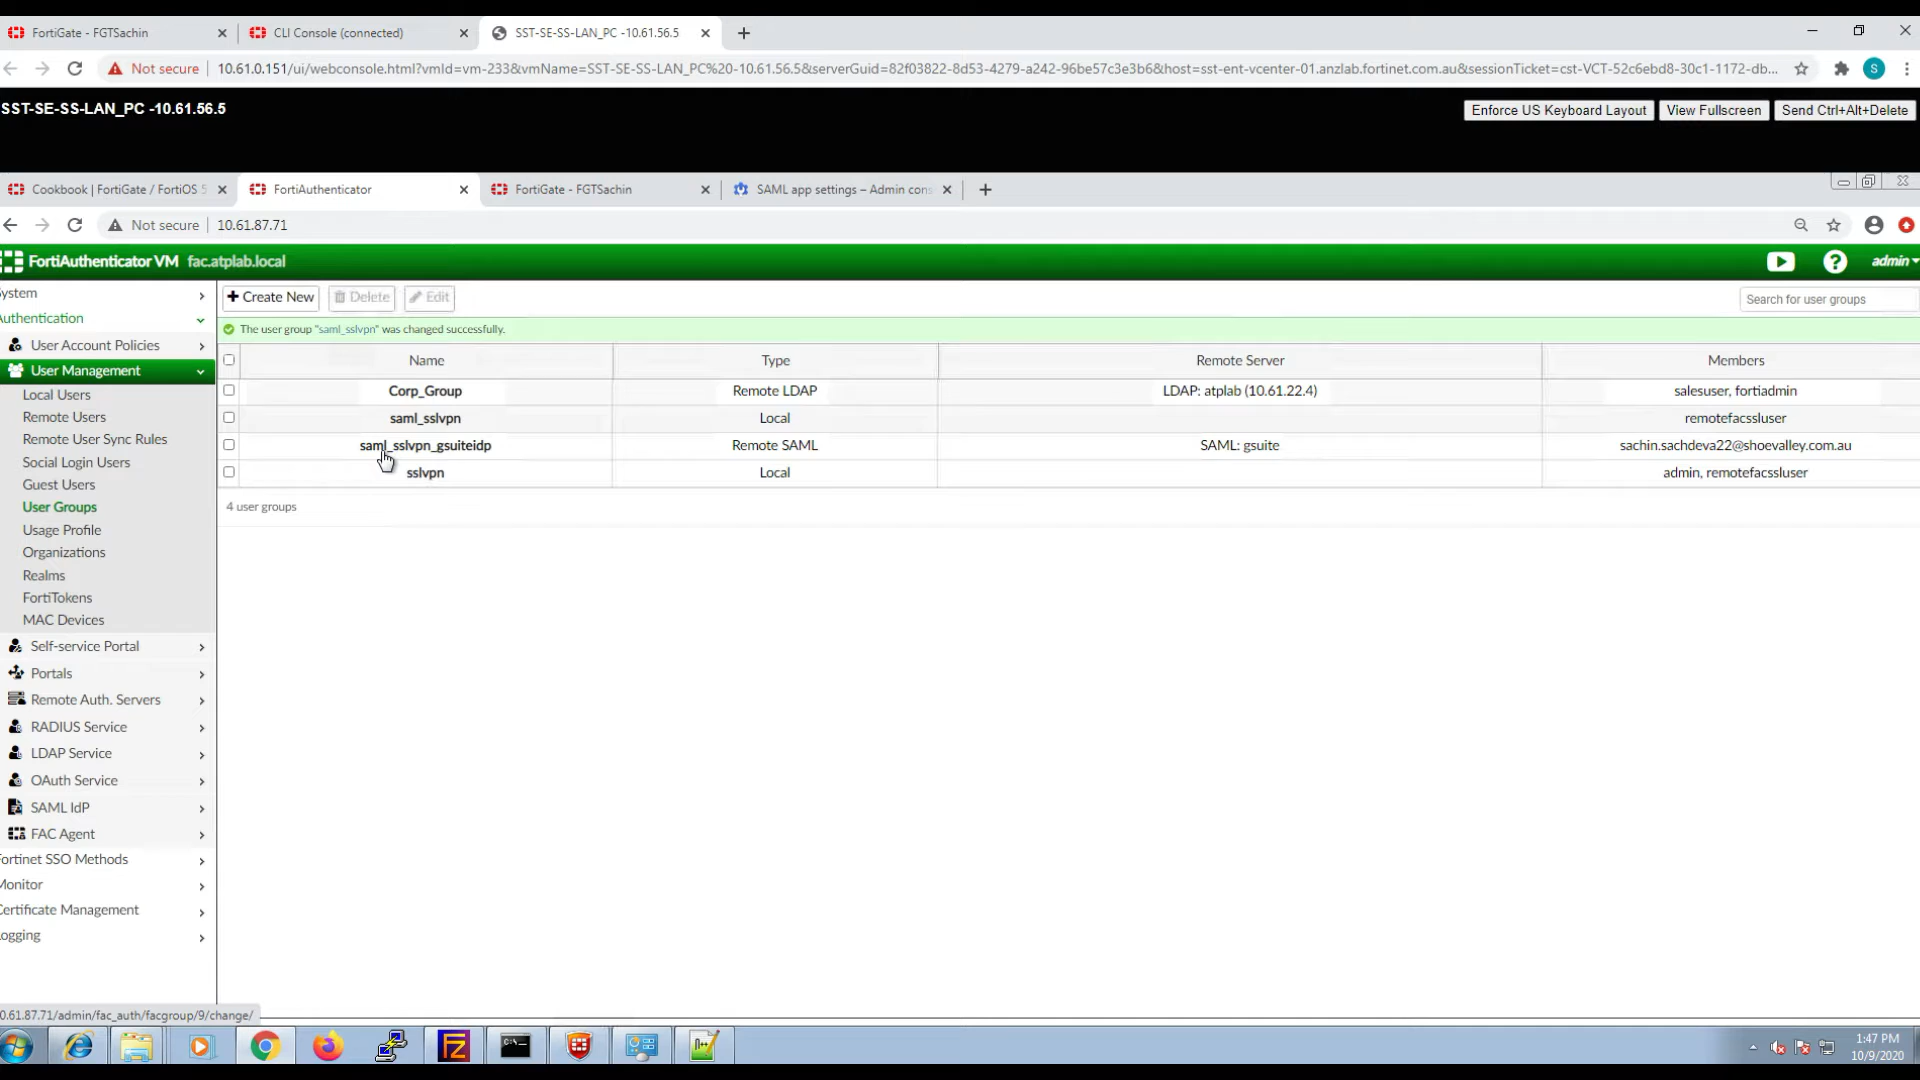 FortiGate - FGTSachin
CLI Console (connected)
SST-SE-SS-LAN_PC -10.61.56.5
Not secure
10.61.0.151/ui/webconsole.html?vmId=vm-233&vmName=SST-SE-SS-LAN_PC%20-10.61.56.5&serverGuid=82f03822-8d53-4279-a242-96be57c3e3b6&host=sst-ent-vcenter-01.anzlab.fortinet.com.au&sessionTicket=cst-VCT-52c6ebd8-30c1-1172-db...
S
SST-SE-SS-LAN_PC -10.61.56.5
Enforce US Keyboard Layout
View Fullscreen
Send Ctrl+Alt+Delete
Cookbook | FortiGate / FortiOS 5
FortiAuthenticator
FortiGate - FGTSachin
SAML app settings – Admin cons
Not secure
10.61.87.71
FortiAuthenticator VM fac.atplab.local
admin
ystem
Create New
Delete
Edit
Search for user groups
uthentication
The user group "saml_sslvpn" was changed successfully.
User Account Policies
User Management
Local Users
Remote Users
Remote User Sync Rules
Social Login Users
Guest Users
User Groups
Usage Profile
Organizations
Realms
FortiTokens
MAC Devices
Self-service Portal
Portals
Remote Auth. Servers
RADIUS Service
LDAP Service
OAuth Service
SAML IdP
FAC Agent
ortinet SSO Methods
Monitor
ertificate Management
ogging
Name Type Remote Server Members
Corp_Group Remote LDAP LDAP: atplab (10.61.22.4) salesuser, fortiadmin
saml_sslvpn Local remotefacssluser
saml_sslvpn_gsuiteidp Remote SAML SAML: gsuite sachin.sachdeva22@shoevalley.com.au
sslvpn Local admin, remotefacssluser
4 user groups
0.61.87.71/admin/fac_auth/facgroup/9/change/
1:47 PM
10/9/2020